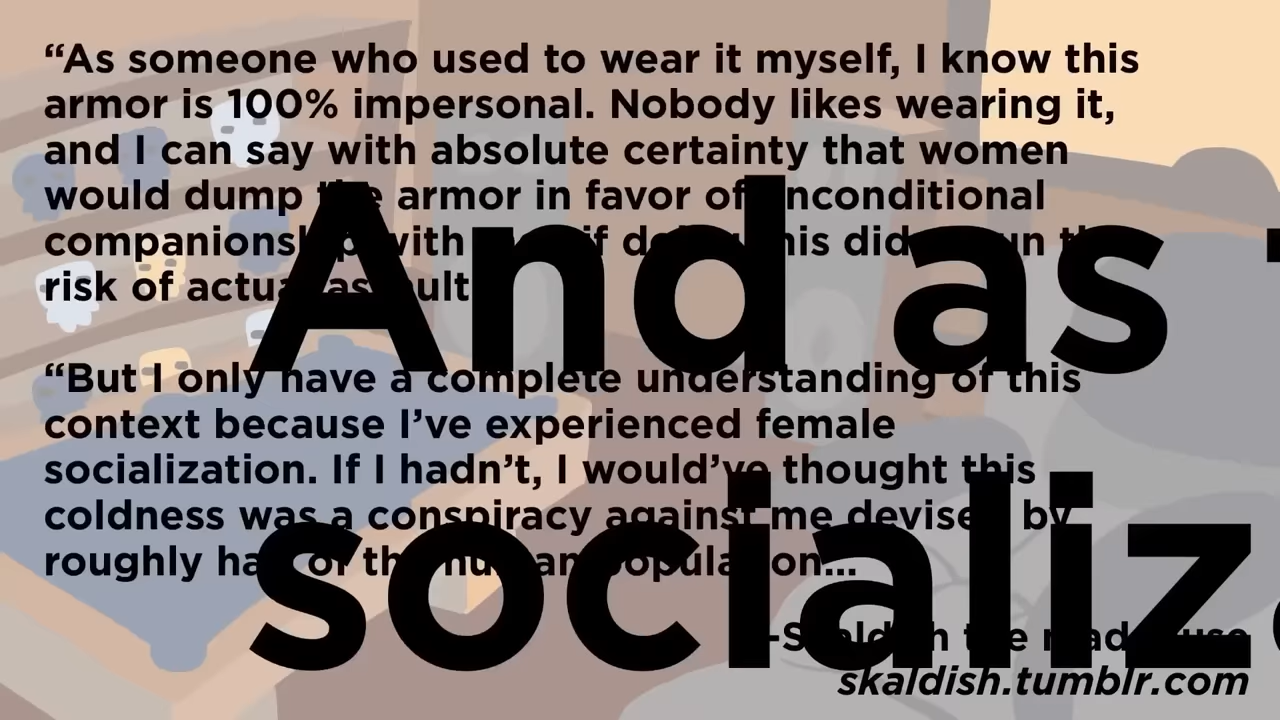 “As someone who used to wear it myself, I know this
armor is 100% impersonal. Nobody likes wearing it,
and I can say with absolute certainty that women
would dump the armor in favor of unconditional
companionship with if doing this didn’t run the
risk of actual assault
“But I only have a complete understanding of this
context because I’ve experienced female
socialization. If I hadn’t, I would’ve thought this
coldness was a conspiracy against me devised by
roughly half of the human population...
-Skaldish the
skaldish.tumblr.com
And as
socializ